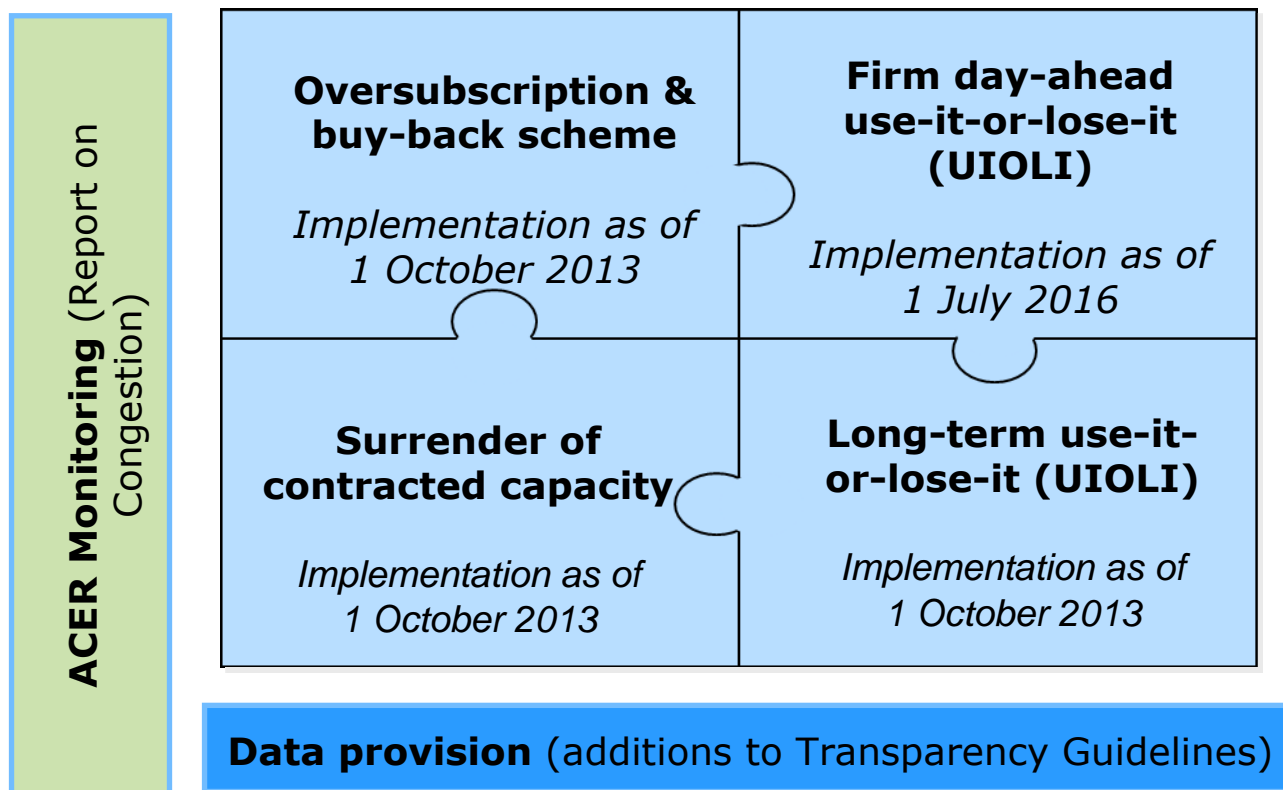 ACER Monitoring (Report on
Congestion)
Oversubscription &
buy-back scheme
Implementation as of
1 October 2013
Firm day-ahead
use-it-or-lose-it
(UIOLI)
Implementation as of
1 July 2016
Surrender of
contracted capacity
Implementation as of
1 October 2013
Long-term use-it-
or-lose-it (UIOLI)
Implementation as of
1 October 2013
Data provision (additions to Transparency Guidelines)